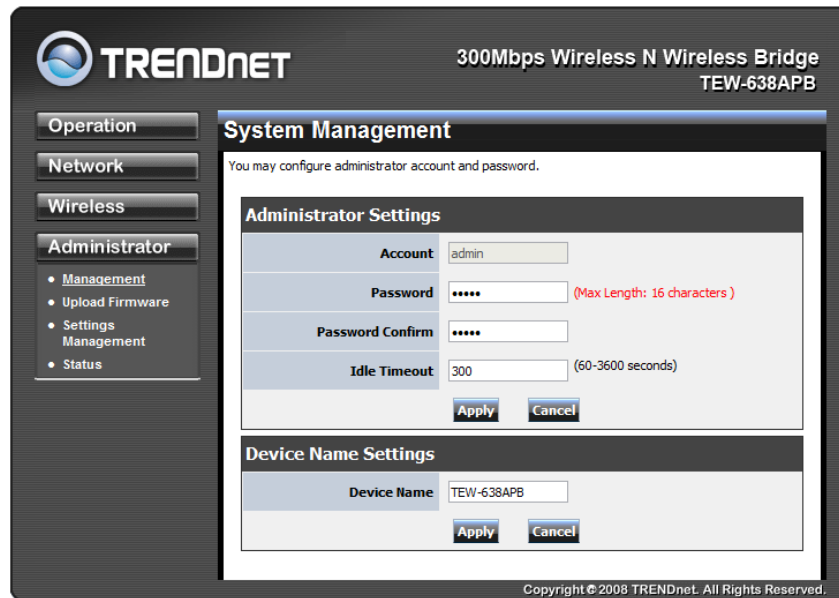 TRENDnet
300Mbps Wireless N Wireless Bridge
TEW-638APB
Operation
Network
Wireless
Administrator
• Management
• Upload Firmware
• Settings
Management
• Status
System Management
You may configure administrator account and password.
Administrator Settings
Account admin
Password ••••• (Max Length: 16 characters )
Password Confirm •••••
Idle Timeout 300 (60-3600 seconds)
Apply Cancel
Device Name Settings
Device Name TEW-638APB
Apply Cancel
Copyright © 2008 TRENDnet. All Rights Reserved.